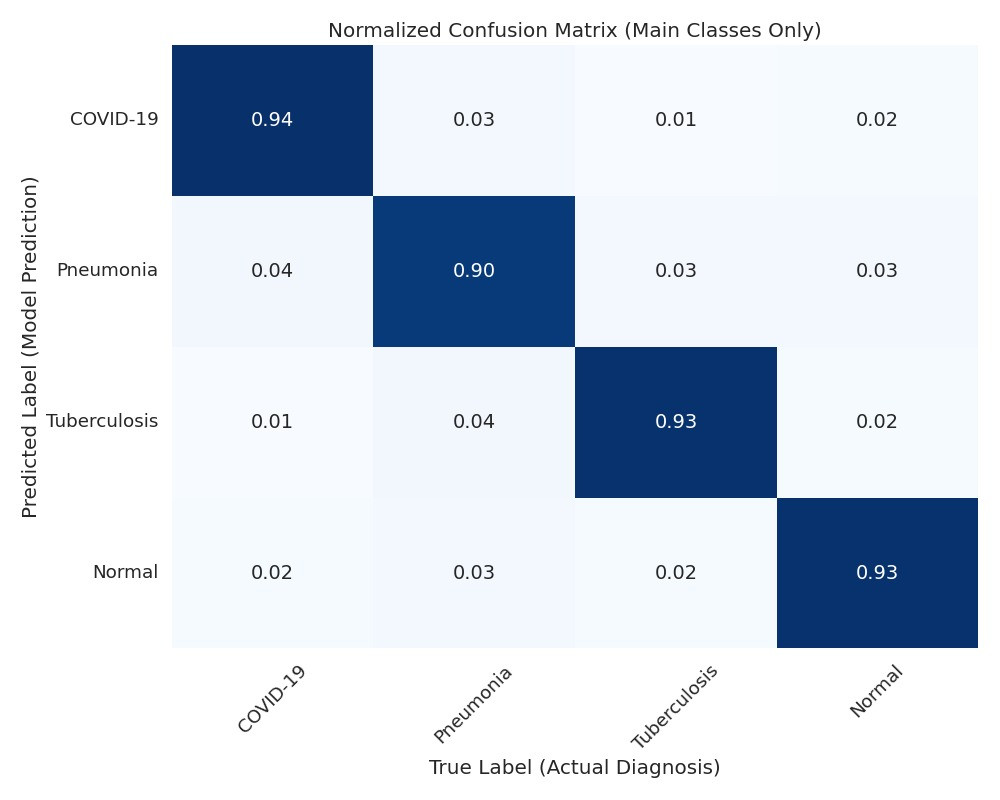 Normalized Confusion Matrix (Main Classes Only)
Predicted Label (Model Prediction)
COVID-19 0.94 0.03 0.01 0.02
Pneumonia 0.04 0.90 0.03 0.03
Tuberculosis 0.01 0.04 0.93 0.02
Normal 0.02 0.03 0.02 0.93
COVID-19 Pneumonia Tuberculosis Normal
True Label (Actual Diagnosis)